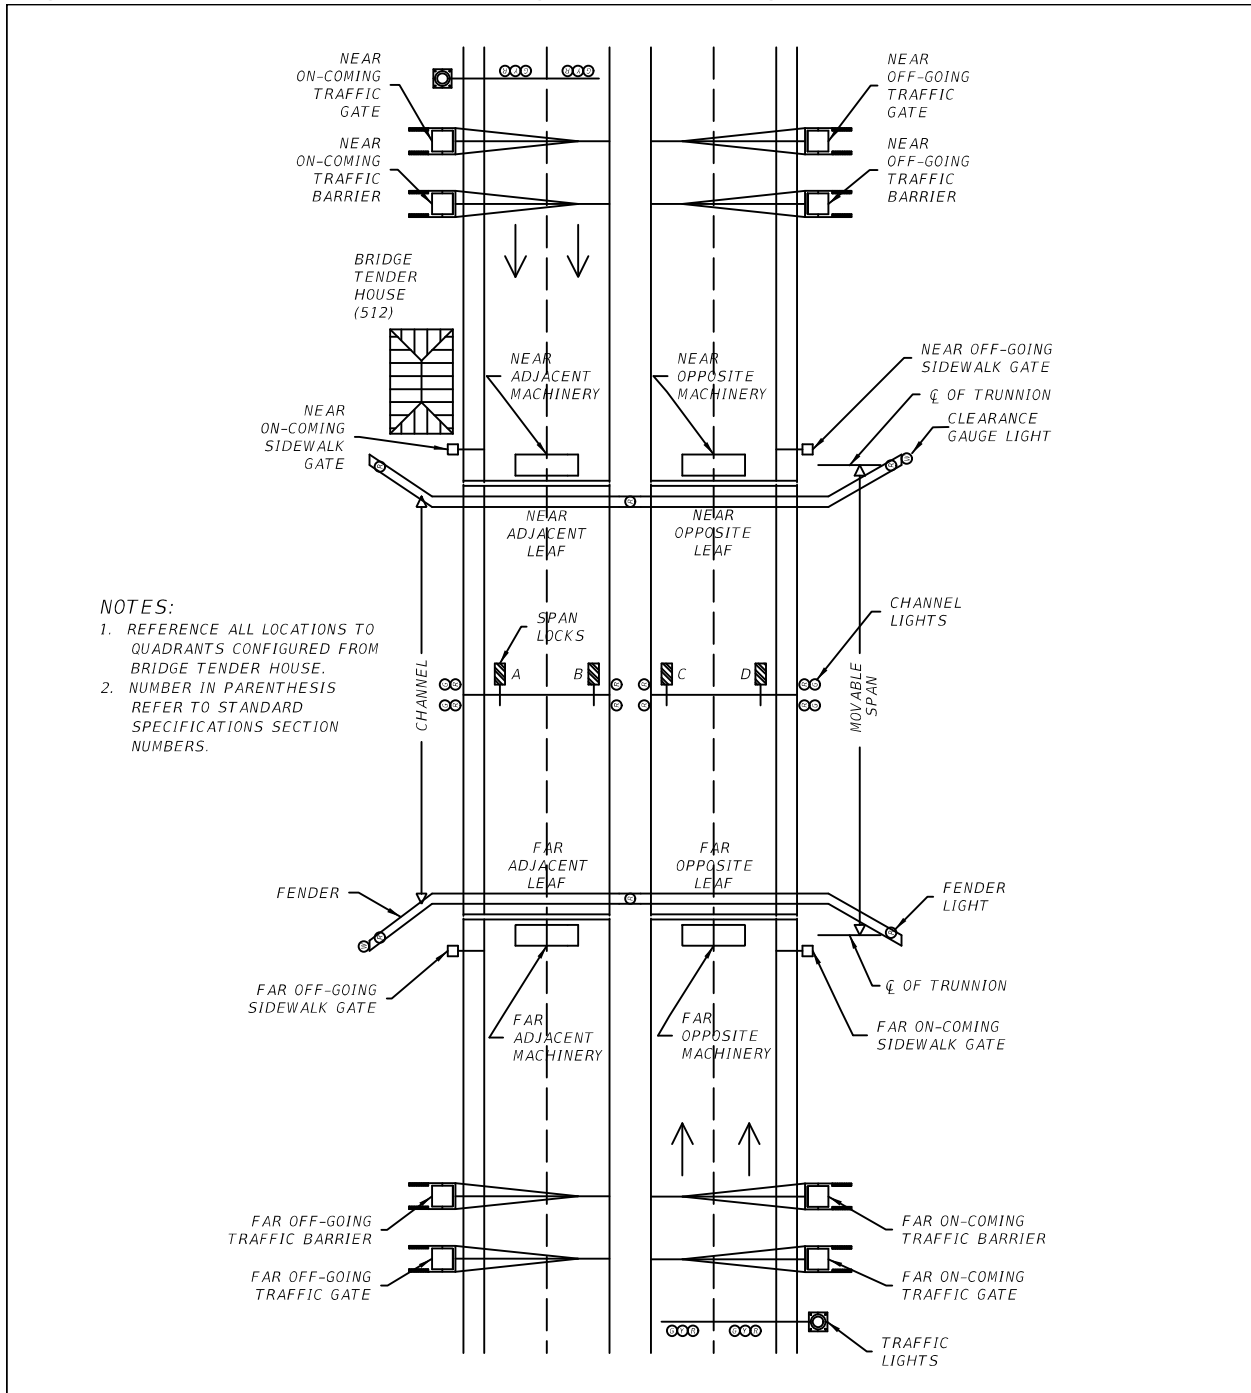 NEAR
ON-COMING
TRAFFIC
GATE
NEAR
OFF-GOING
TRAFFIC
GATE
R Y G
R Y G
NEAR
ON-COMING
TRAFFIC
BARRIER
NEAR
OFF-GOING
TRAFFIC
BARRIER
BRIDGE
TENDER
HOUSE
(512)
NEAR
ADJACENT
MACHINERY
NEAR
OPPOSITE
MACHINERY
NEAR OFF-GOING
SIDEWALK GATE
℄ OF TRUNNION
NEAR
ON-COMING
SIDEWALK
GATE
CLEARANCE
GAUGE LIGHT
R
R
W
R
NEAR
ADJACENT
LEAF
NEAR
OPPOSITE
LEAF
NOTES:
1. REFERENCE ALL LOCATIONS TO
QUADRANTS CONFIGURED FROM
BRIDGE TENDER HOUSE.
2. NUMBER IN PARENTHESIS
REFER TO STANDARD
SPECIFICATIONS SECTION
NUMBERS.
CHANNEL
SPAN
LOCKS
A
B
C
D
CHANNEL
LIGHTS
MOVABLE
SPAN
G R
R
R
R G
G R
R
R
R G
FAR
ADJACENT
LEAF
FAR
OPPOSITE
LEAF
FENDER
R
FENDER
LIGHT
W R
R
FAR OFF-GOING
SIDEWALK GATE
FAR
ADJACENT
MACHINERY
FAR
OPPOSITE
MACHINERY
℄ OF TRUNNION
FAR ON-COMING
SIDEWALK GATE
FAR OFF-GOING
TRAFFIC BARRIER
FAR ON-COMING
TRAFFIC BARRIER
FAR OFF-GOING
TRAFFIC GATE
FAR ON-COMING
TRAFFIC GATE
G Y R
G Y R
TRAFFIC
LIGHTS